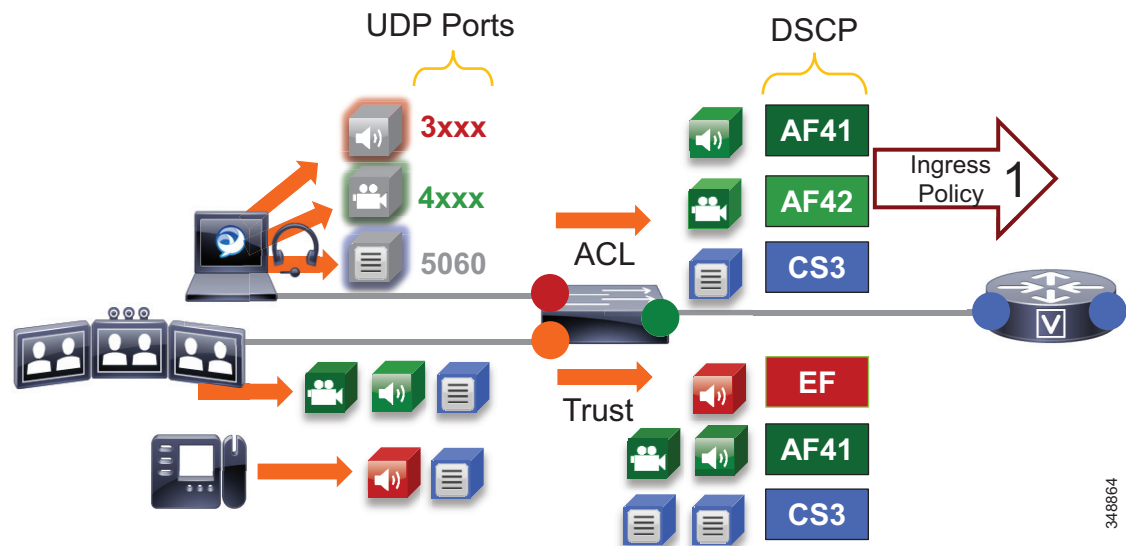 UDP Ports
DSCP
3xxx
4xxx
5060
ACL
AF41
AF42
CS3
Ingress
Policy 1
V
Trust
EF
AF41
CS3
348864